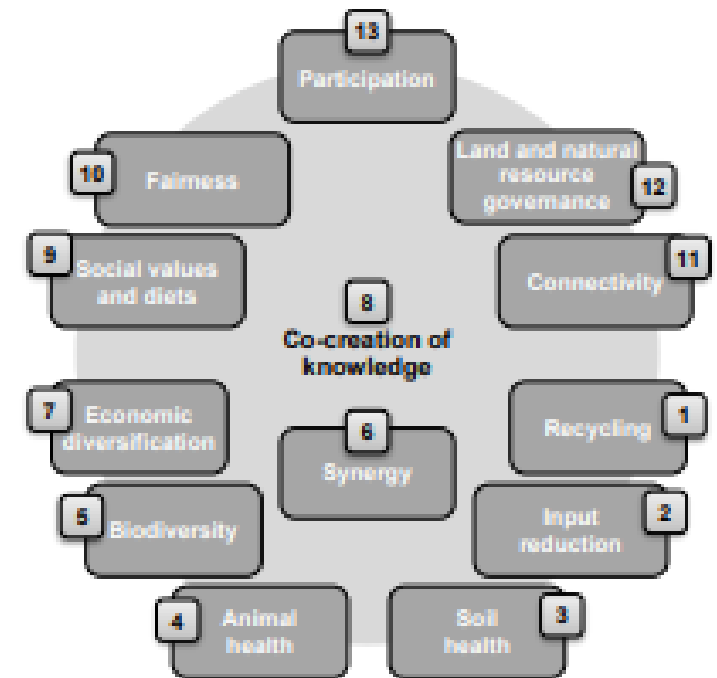 13
Participation
10
Fairness
Land and natural
resource
governance
12
9
Social values
and diets
11
Connectivity
8
Co-creation of
knowledge
7
Economic
diversification
6
Synergy
Recycling
1
5
Biodiversity
Input
reduction
2
4
Animal
health
Soil
health
3